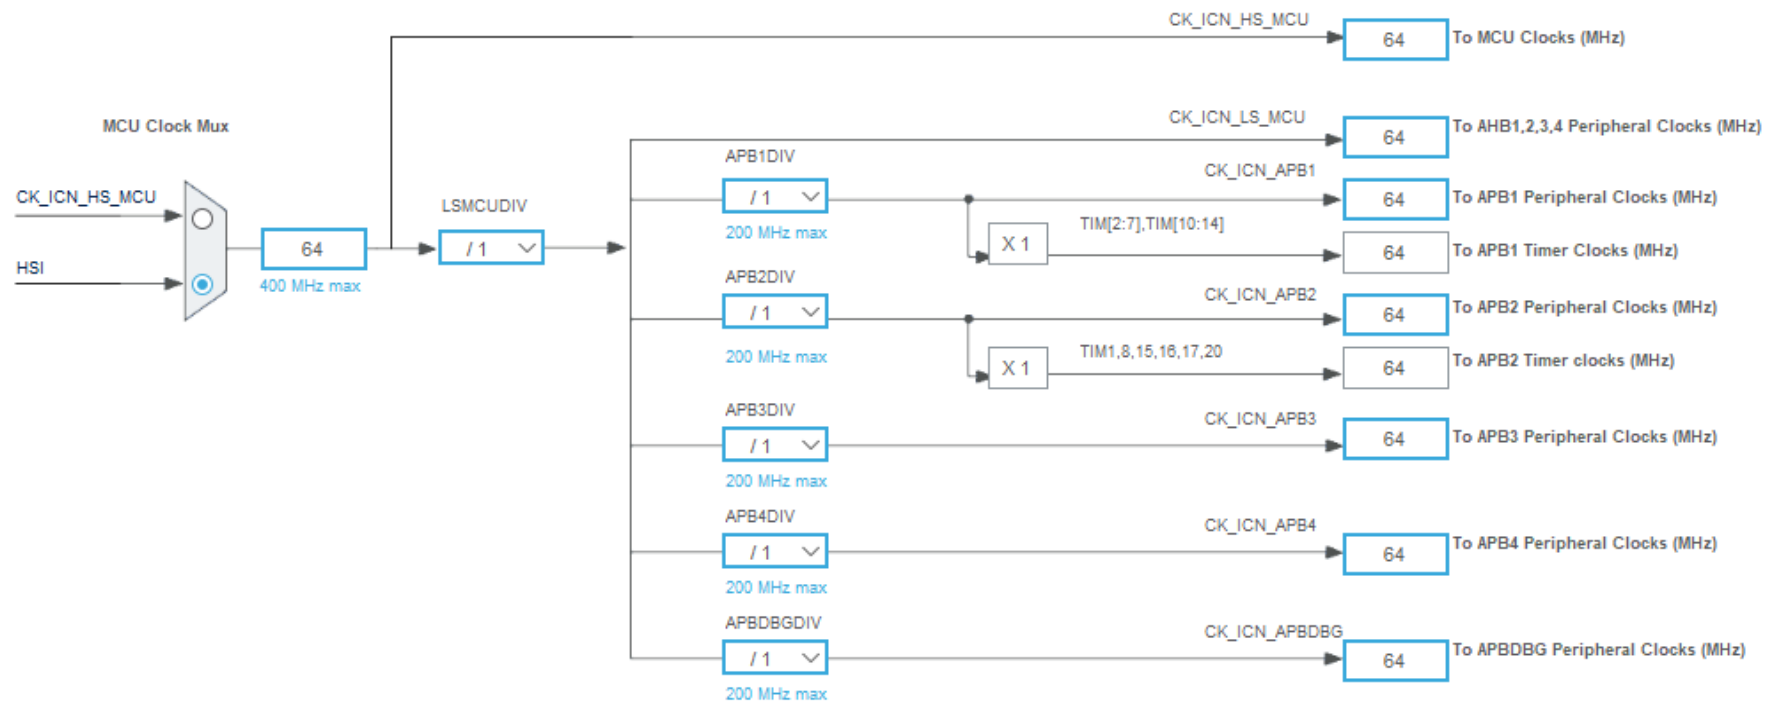 CK_ICN_HS_MCU
64
To MCU Clocks (MHz)
MCU Clock Mux
CK_ICN_LS_MCU
64
To AHB1,2,3,4 Peripheral Clocks (MHz)
APB1DIV
CK_ICN_APB1
CK_ICN_HS_MCU
/ 1
64
To APB1 Peripheral Clocks (MHz)
LSMCUDIV
200 MHz max
TIM[2:7],TIM[10:14]
64
/ 1
X 1
64
To APB1 Timer Clocks (MHz)
HSI
400 MHz max
APB2DIV
CK_ICN_APB2
/ 1
64
To APB2 Peripheral Clocks (MHz)
200 MHz max
TIM1,8,15,16,17,20
X 1
64
To APB2 Timer clocks (MHz)
APB3DIV
CK_ICN_APB3
/ 1
64
To APB3 Peripheral Clocks (MHz)
200 MHz max
APB4DIV
CK_ICN_APB4
/ 1
64
To APB4 Peripheral Clocks (MHz)
200 MHz max
APBDBGDIV
CK_ICN_APBDBG
/ 1
64
To APBDBG Peripheral Clocks (MHz)
200 MHz max